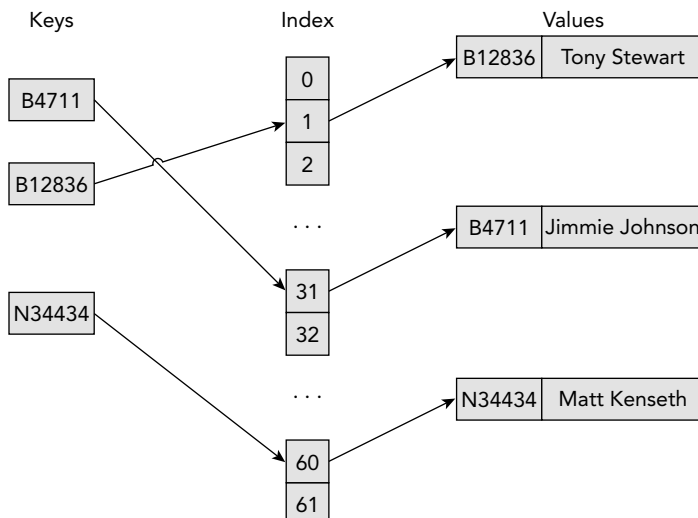 Keys
Index
Values
B4711
B12836
N34434
0
1
2
...
31
32
...
60
61
B12836 Tony Stewart
B4711 Jimmie Johnson
N34434 Matt Kenseth